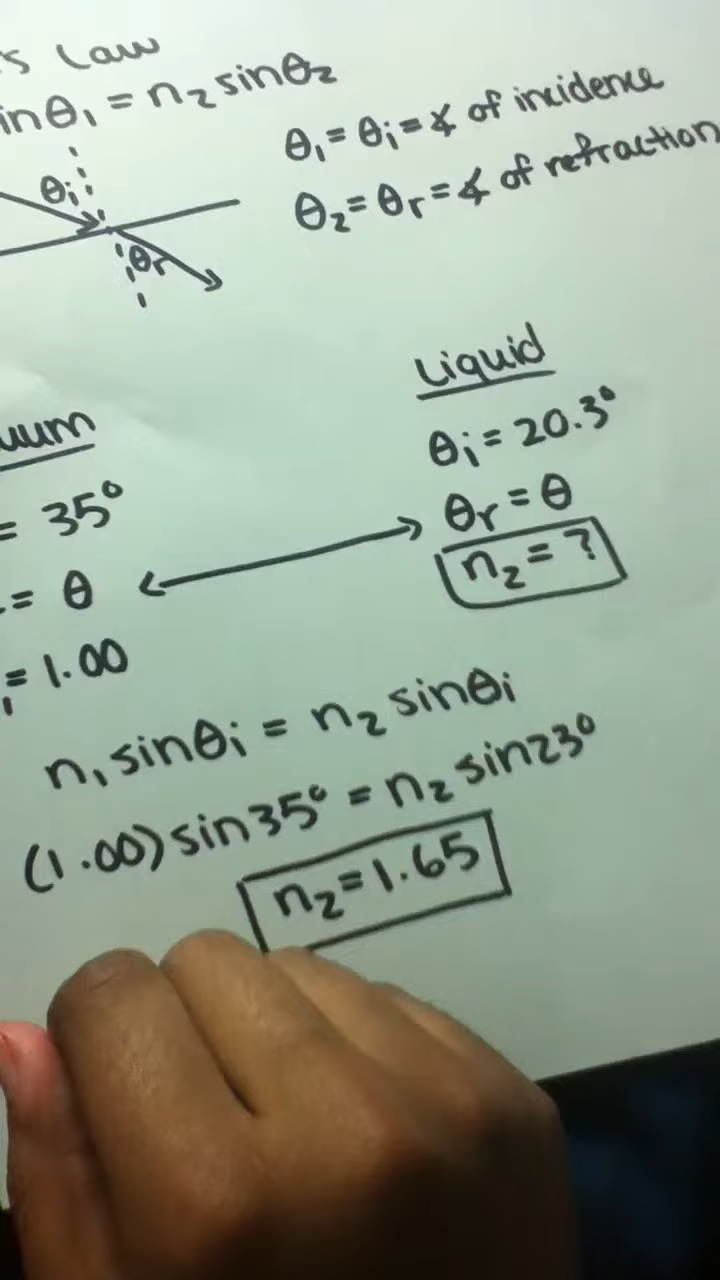 s Law
inθ₁ = n₂ sinθ₂
θ₁ = θi = ∡ of incidence
θ₂ = θr = ∡ of refraction
θi
θr
uum
Liquid
= 35°
θi = 20.3°
= θ
θr = θ
= 1.00
n₂ = ?
n₁ sinθi = n₂ sinθi
(1.00) sin35° = n₂ sin23°
n₂ = 1.65